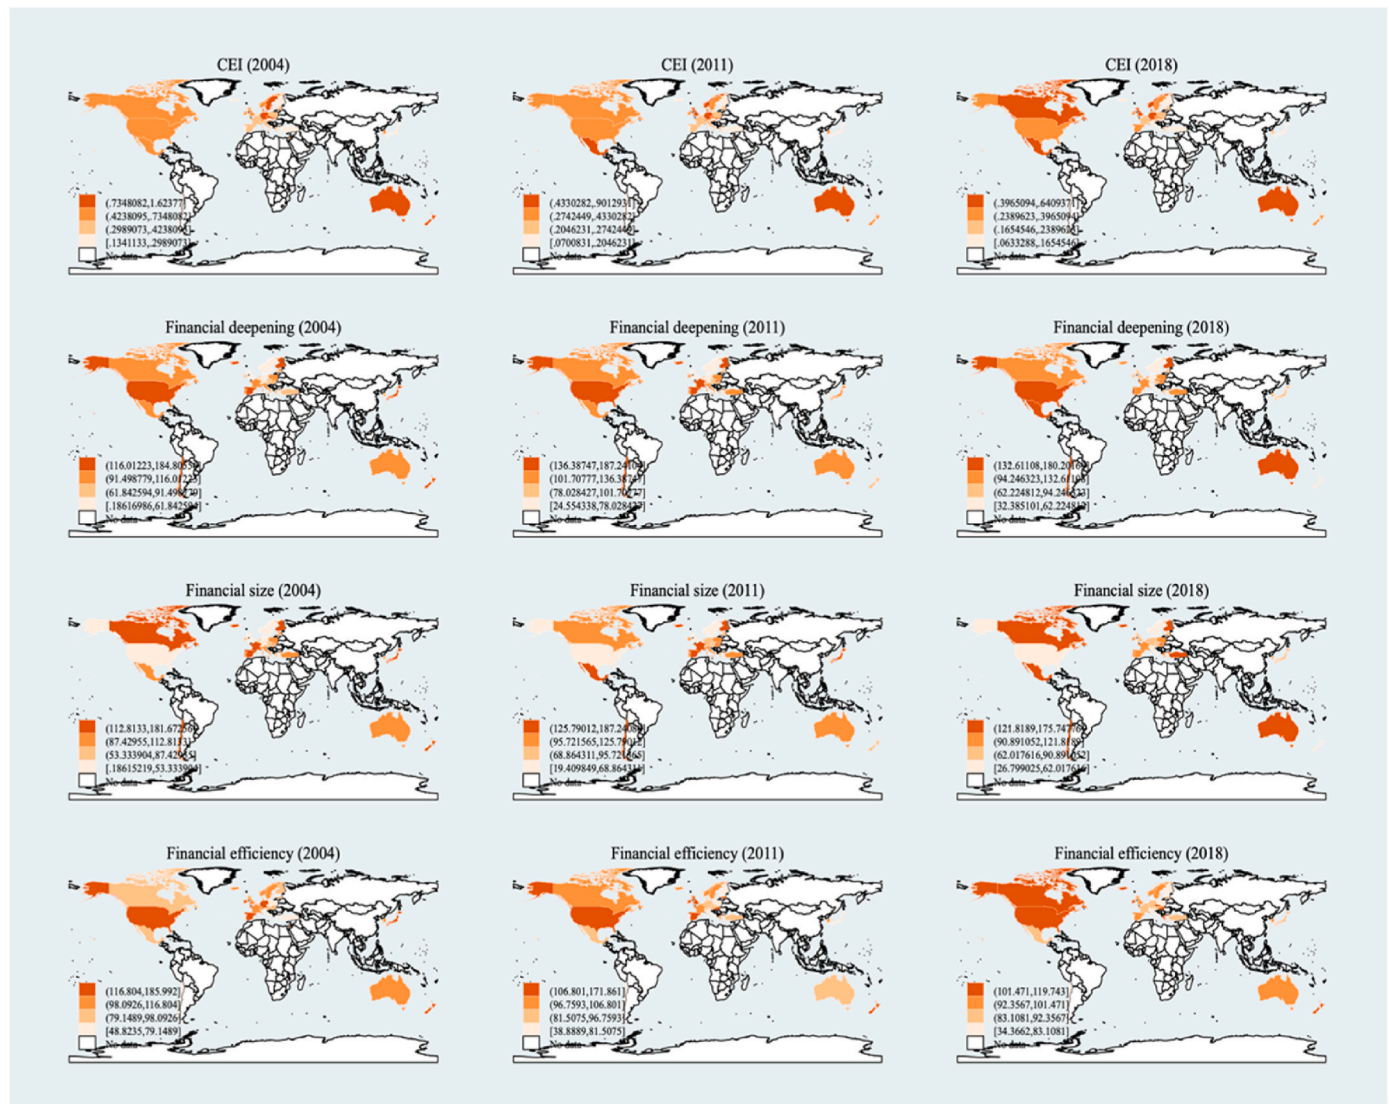 CEI (2004)
(.7348082,1.62377]
(.4238095,.7348082]
(.2989073,.4238095]
[.1341133,.2989073]
No data
CEI (2011)
(.4330282,.9012931]
(.2742449,.4330282]
(.2046231,.2742449]
[.0700831,.2046231]
No data
CEI (2018)
(.3965094,.640937]
(.2389623,.3965094]
(.1654546,.2389623]
[.0633288,.1654546]
No data
Financial deepening (2004)
(116.01223,184.80
(91.498779,116.01223]
(61.842594,91.498779]
[.18616986,61.842594]
No data
Financial deepening (2011)
(136.38747,187.2410
(101.70777,136.38747]
(78.028427,101.70777]
[24.554338,78.028427]
No data
Financial deepening (2018)
(132.61108,180.201
(94.246323,132.61108]
(62.224812,94.246323]
[32.385101,62.224812]
No data
Financial size (2004)
(112.8133,181.672
(87.42955,112.8133]
(53.333904,87.42955]
[.18615219,53.333904]
No data
Financial size (2011)
(125.79012,187.2408
(95.721565,125.79012]
(68.864311,95.721565]
[19.409849,68.864311]
No data
Financial size (2018)
(121.8189,175.747
(90.891052,121.8189]
(62.017616,90.891052]
[26.799025,62.017616]
No data
Financial efficiency (2004)
(116.804,185.992]
(98.0926,116.804]
(79.1489,98.0926]
[48.8235,79.1489]
No data
Financial efficiency (2011)
(106.801,171.861]
(96.7593,106.801]
(81.5075,96.7593]
[38.8889,81.5075]
No data
Financial efficiency (2018)
(101.471,119.743]
(92.3567,101.471]
(83.1081,92.3567]
[34.3662,83.1081]
No data